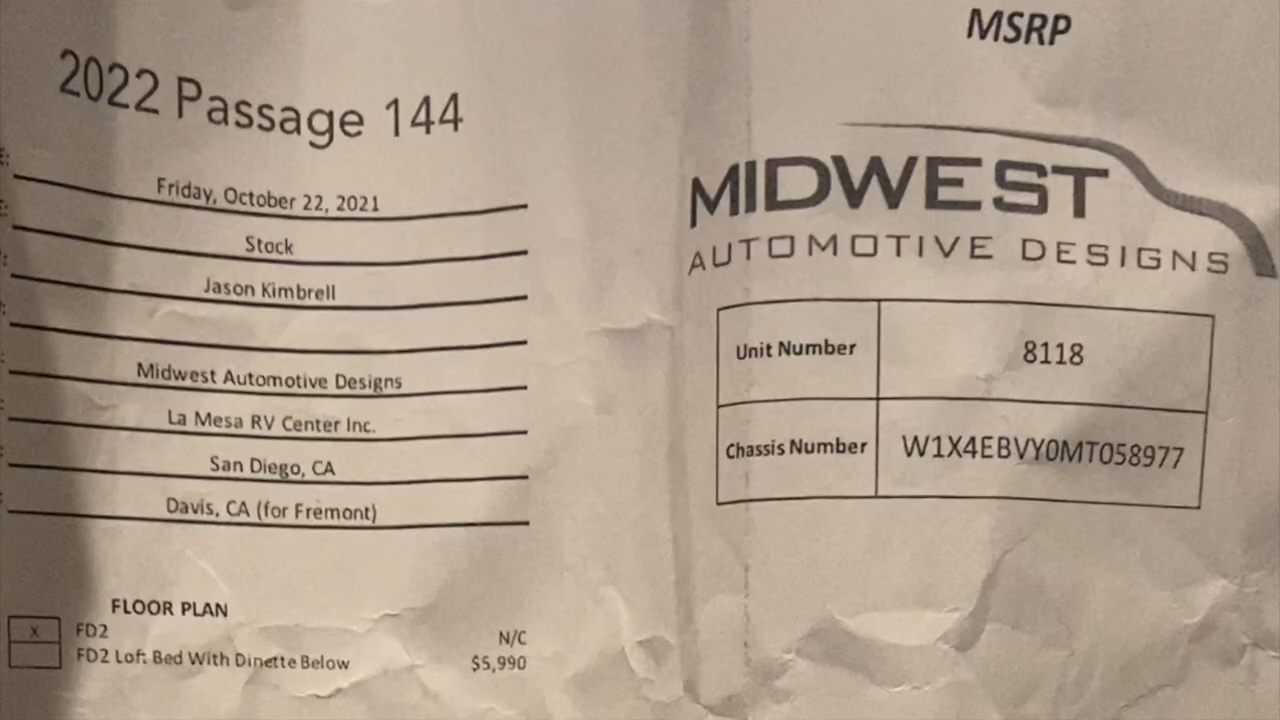 MSRP
2022 Passage 144
Friday, October 22, 2021
Stock
Jason Kimbrell
Midwest Automotive Designs
La Mesa RV Center Inc.
San Diego, CA
Davis, CA (for Fremont)
MIDWEST
AUTOMOTIVE DESIGNS
Unit Number 8118
Chassis Number W1X4EBVY0MT058977
FLOOR PLAN
X FD2 N/C
FD2 Loft Bed With Dinette Below $5,990